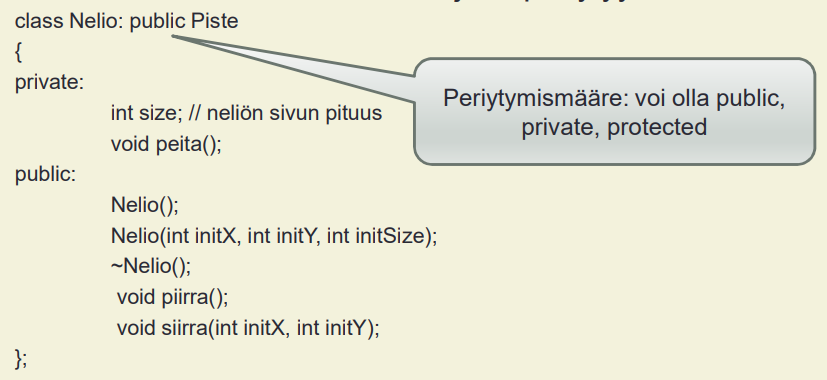 class Nelio: public Piste
{
private:
int size; // neliön sivun pituus
void peita();
public:
Nelio();
Nelio(int initX, int initY, int initSize);
~Nelio();
void piirra();
void siirra(int initX, int initY);
};
Periytymismääre: voi olla public,
private, protected